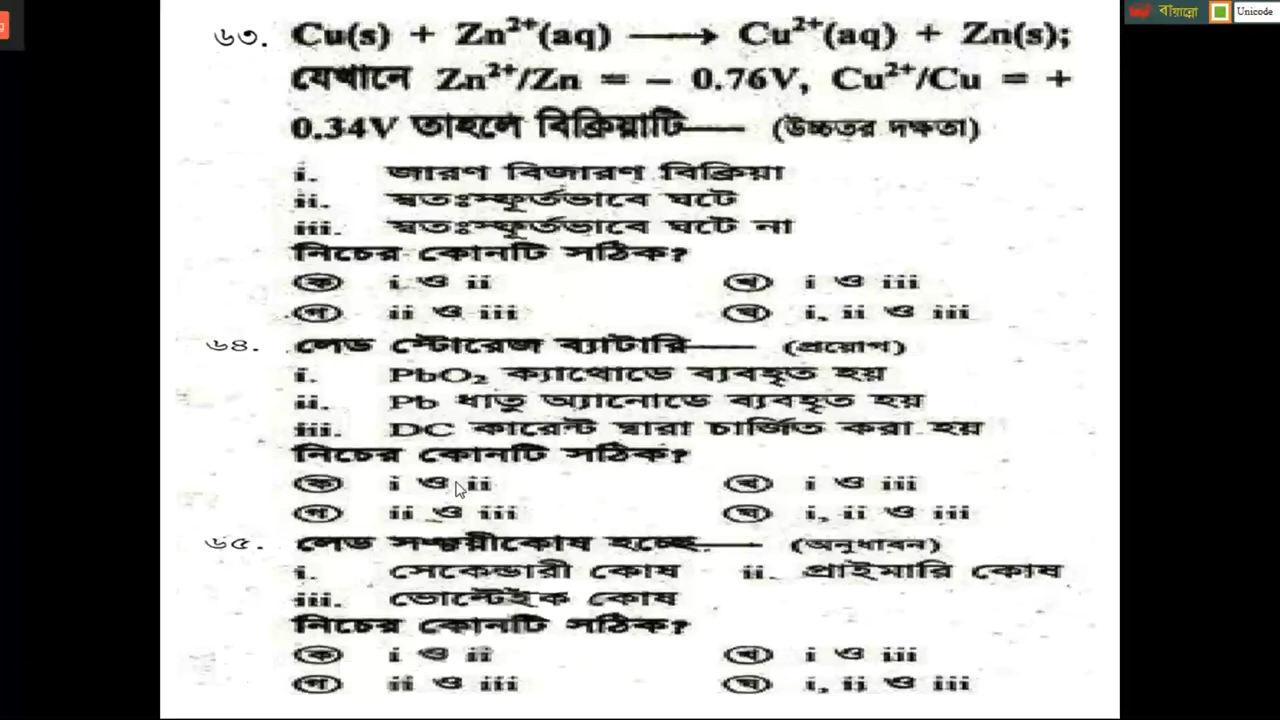 বায়ান্নো
Unicode
৬৩. Cu(s) + Zn²⁺(aq) ⟶ Cu²⁺(aq) + Zn(s);
যেখানে Zn²⁺/Zn = – 0.76V, Cu²⁺/Cu = +
0.34V তাহলে বিক্রিয়াটি— (উচ্চতর দক্ষতা)
i. জারণ বিজারণ বিক্রিয়া
ii. স্বতঃস্ফূর্তভাবে ঘটে
iii. স্বতঃস্ফূর্তভাবে ঘটে না
নিচের কোনটি সঠিক?
ক i ও ii খ i ও iii
গ ii ও iii ঘ i, ii ও iii
৬৪. লেড স্টোরেজ ব্যাটারি— (প্রয়োগ)
i. PbO₂ ক্যাথোডে ব্যবহৃত হয়
ii. Pb ধাতু অ্যানোডে ব্যবহৃত হয়
iii. DC কারেন্ট দ্বারা চার্জিত করা হয়
নিচের কোনটি সঠিক?
ক i ও ii খ i ও iii
গ ii ও iii ঘ i, ii ও iii
৬৫. লেড সঞ্চয়ীকোষ হচ্ছে— (অনুধাবন)
i. সেকেন্ডারী কোষ ii. প্রাইমারি কোষ
iii. ভোল্টেইক কোষ
নিচের কোনটি সঠিক?
ক i ও ii খ i ও iii
গ ii ও iii ঘ i, ii ও iii